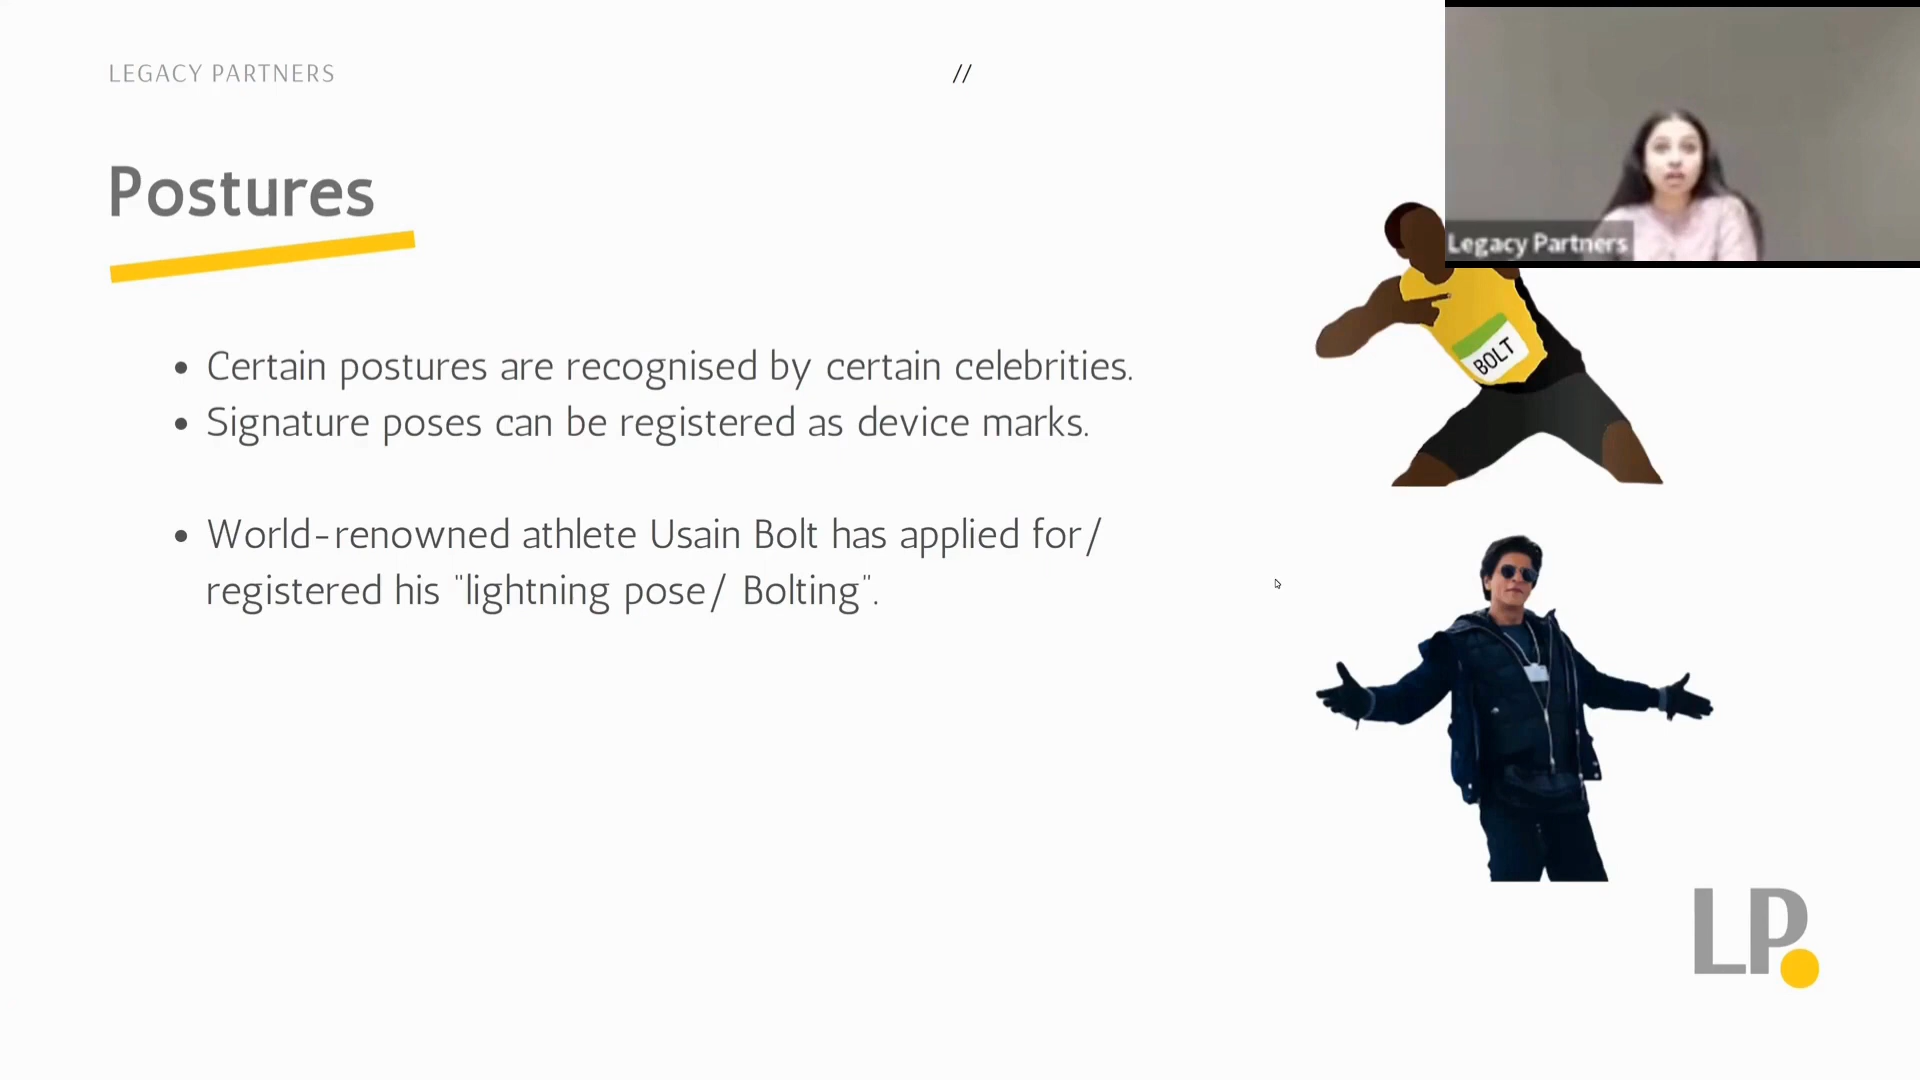 LEGACY PARTNERS
//
Postures
Legacy Partners
BOLT
• Certain postures are recognised by certain celebrities.
• Signature poses can be registered as device marks.
• World-renowned athlete Usain Bolt has applied for/
registered his "lightning pose/ Bolting".
LP